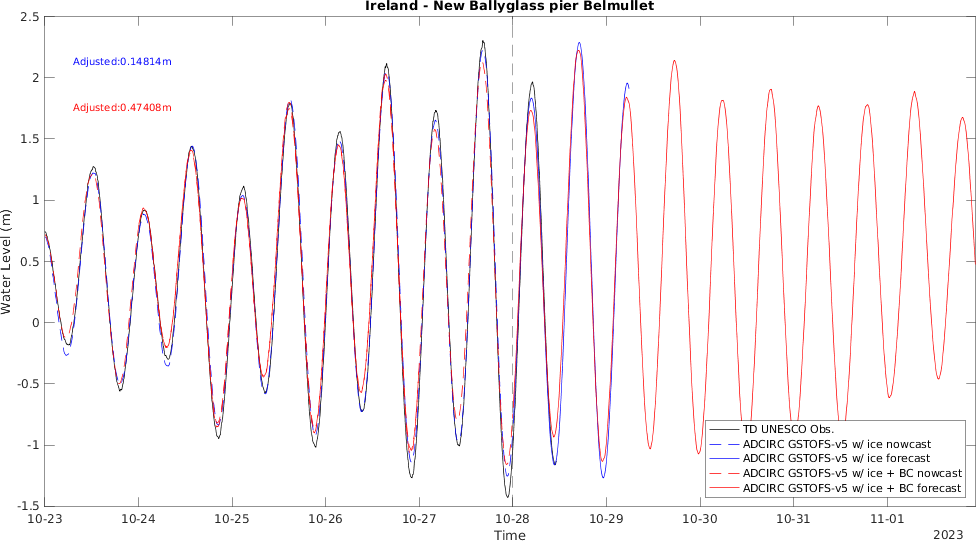 Ireland - New Ballyglass pier Belmullet
2.5
2
1.5
1
0.5
0
-0.5
-1
-1.5
Water Level (m)
Adjusted:0.14814m
Adjusted:0.47408m
TD UNESCO Obs.
ADCIRC GSTOFS-v5 w/ ice nowcast
ADCIRC GSTOFS-v5 w/ ice forecast
ADCIRC GSTOFS-v5 w/ ice + BC nowcast
ADCIRC GSTOFS-v5 w/ ice + BC forecast
10-23 10-24 10-25 10-26 10-27 10-28 10-29 10-30 10-31 11-01
Time
2023